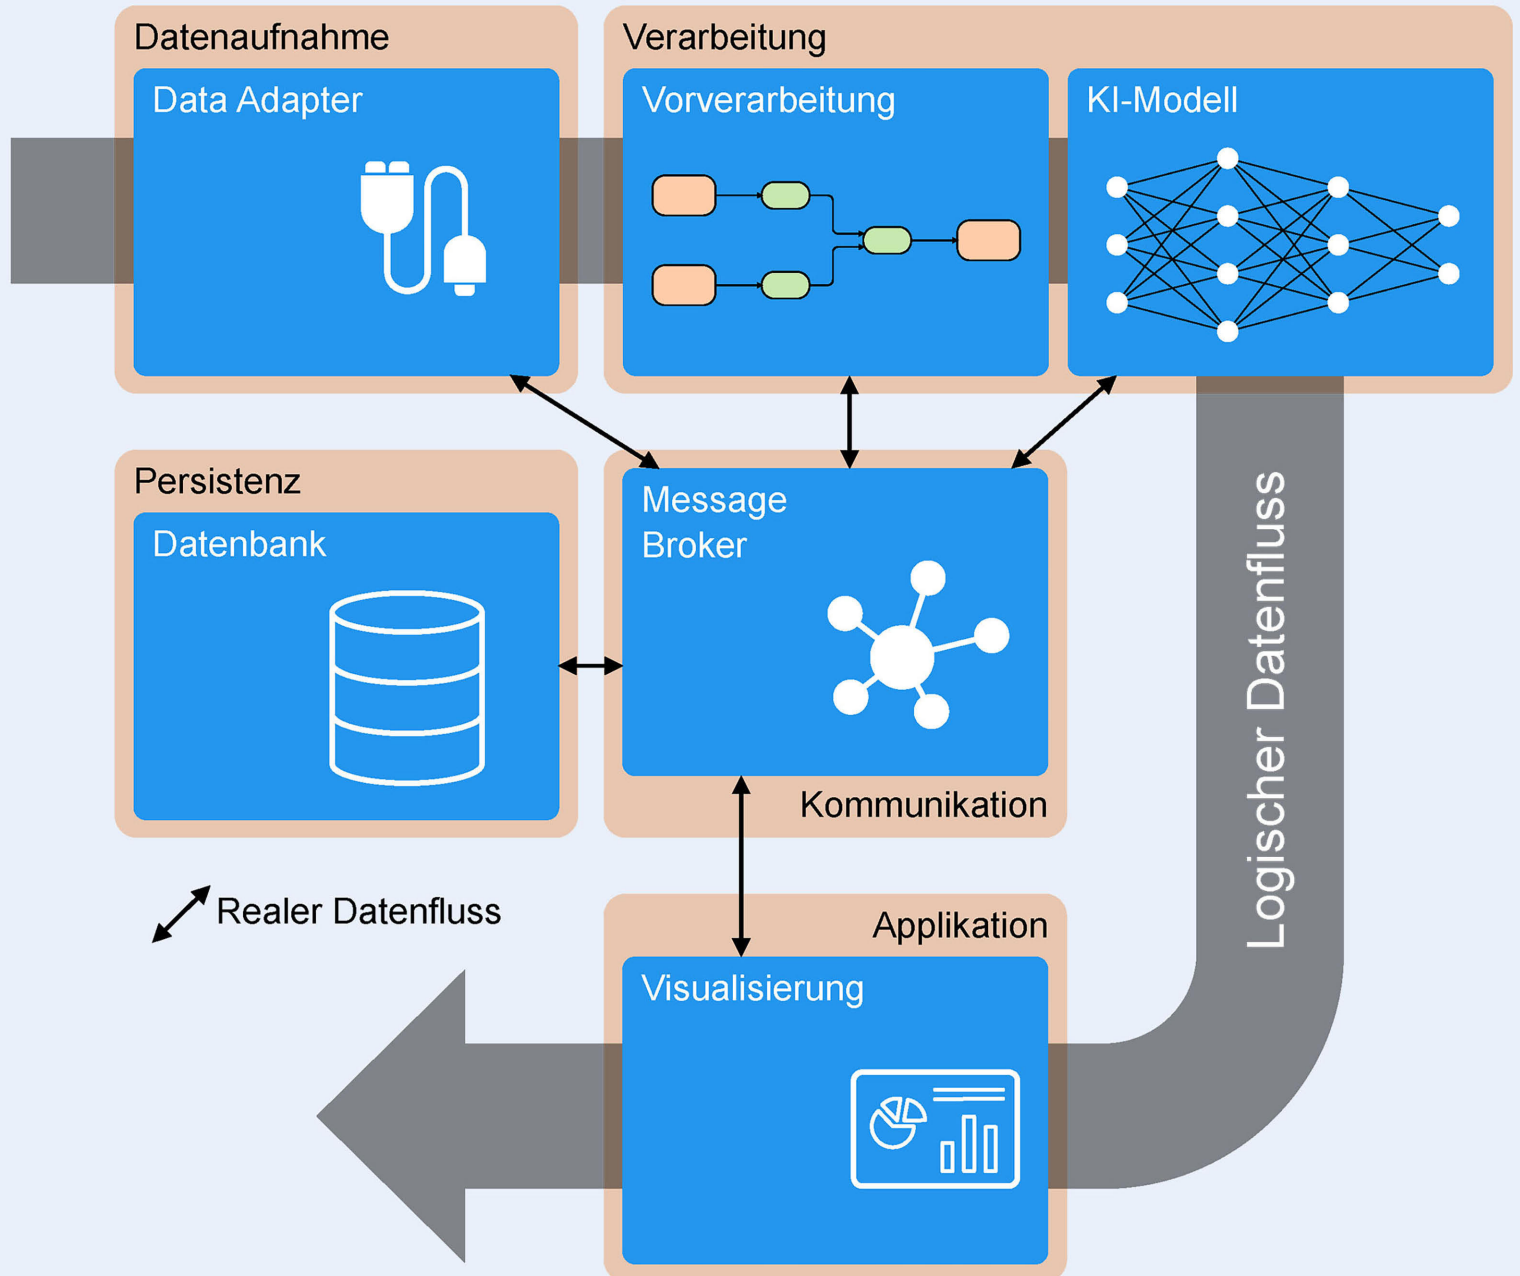 Datenaufnahme
Data Adapter
Verarbeitung
Vorverarbeitung
KI-Modell
Persistenz
Datenbank
Message
Broker
Kommunikation
Logischer Datenfluss
Realer Datenfluss
Applikation
Visualisierung